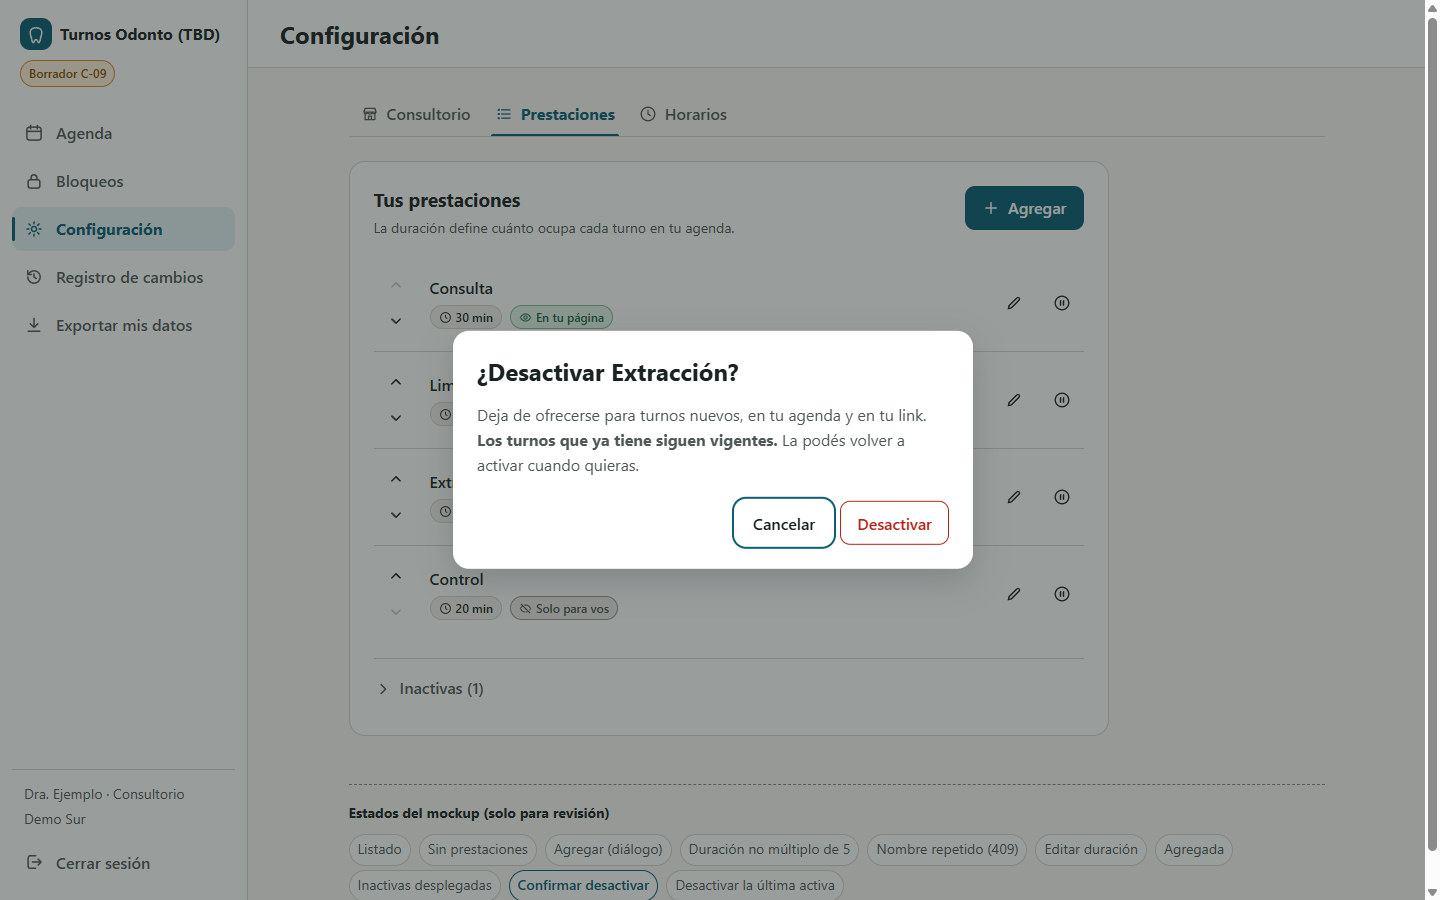 Turnos Odonto (TBD)
Borrador C-09
Agenda
Bloqueos
Configuración
Registro de cambios
Exportar mis datos
Dra. Ejemplo · Consultorio
Demo Sur
Cerrar sesión
Configuración
Consultorio
Prestaciones
Horarios
Tus prestaciones
La duración define cuánto ocupa cada turno en tu agenda.
Agregar
Consulta
30 min
En tu página
Lim
Ext
¿Desactivar Extracción?
Deja de ofrecerse para turnos nuevos, en tu agenda y en tu link.
Los turnos que ya tiene siguen vigentes. La podés volver a
activar cuando quieras.
Cancelar
Desactivar
Control
20 min
Solo para vos
Inactivas (1)
Estados del mockup (solo para revisión)
Listado
Sin prestaciones
Agregar (diálogo)
Duración no múltiplo de 5
Nombre repetido (409)
Editar duración
Agregada
Inactivas desplegadas
Confirmar desactivar
Desactivar la última activa